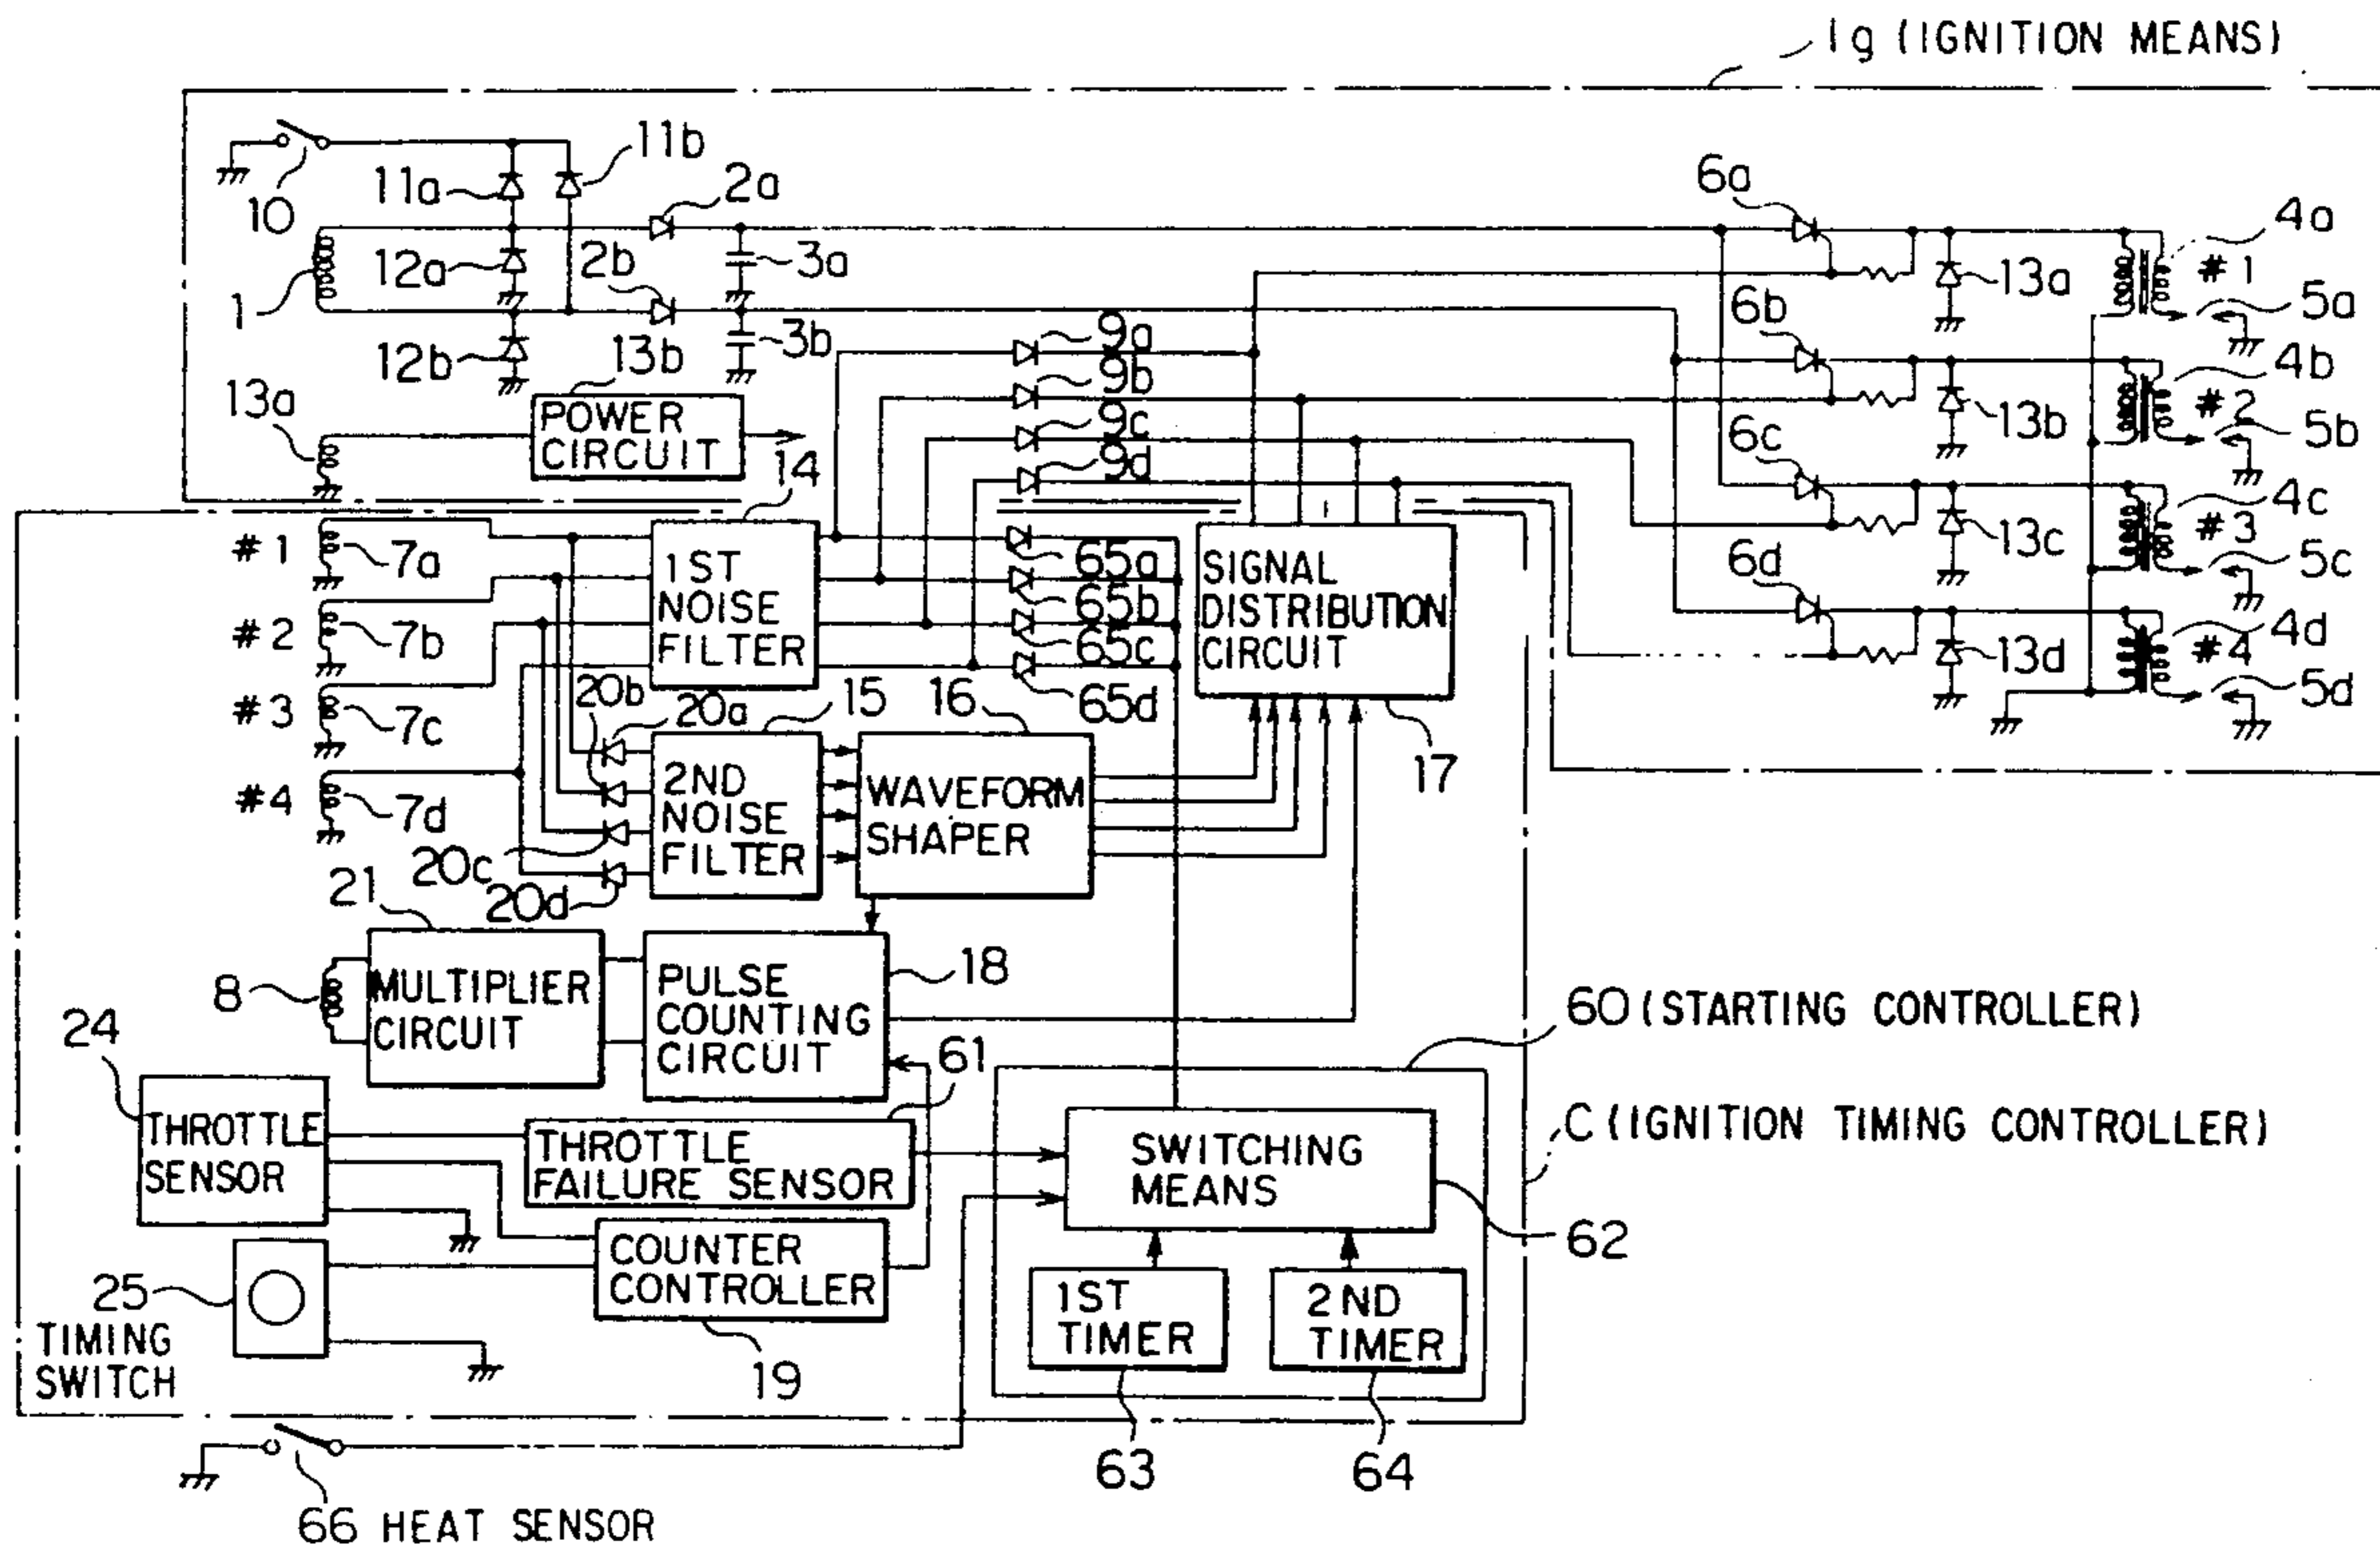 Ig (IGNITION MEANS)
11b
11a
2a
6a
4a
10
12a
2b
3a
13a
#1
5a
1
6b
12b
13b
3b
9a
4b
9b
13a
POWER
CIRCUIT
9c
6c
13b
#2
5b
14
9d
4c
#1
7a
1ST
NOISE
FILTER
65a
SIGNAL
DISTRIBUTION
CIRCUIT
13c
#3
5c
65b
6d
#2
7b
65c
4d
20b
13d
#4
5d
#3
7c
20a
15
16
65d
17
#4
7d
2ND
NOISE
FILTER
WAVEFORM
SHAPER
20c
21
20d
8
MULTIPLIER
CIRCUIT
PULSE
COUNTING
CIRCUIT
18
60 (STARTING CONTROLLER)
24
61
THROTTLE
SENSOR
THROTTLE
FAILURE SENSOR
SWITCHING
MEANS
C (IGNITION TIMING CONTROLLER)
62
25
COUNTER
CONTROLLER
1ST
TIMER
2ND
TIMER
TIMING
SWITCH
19
63
64
66 HEAT SENSOR